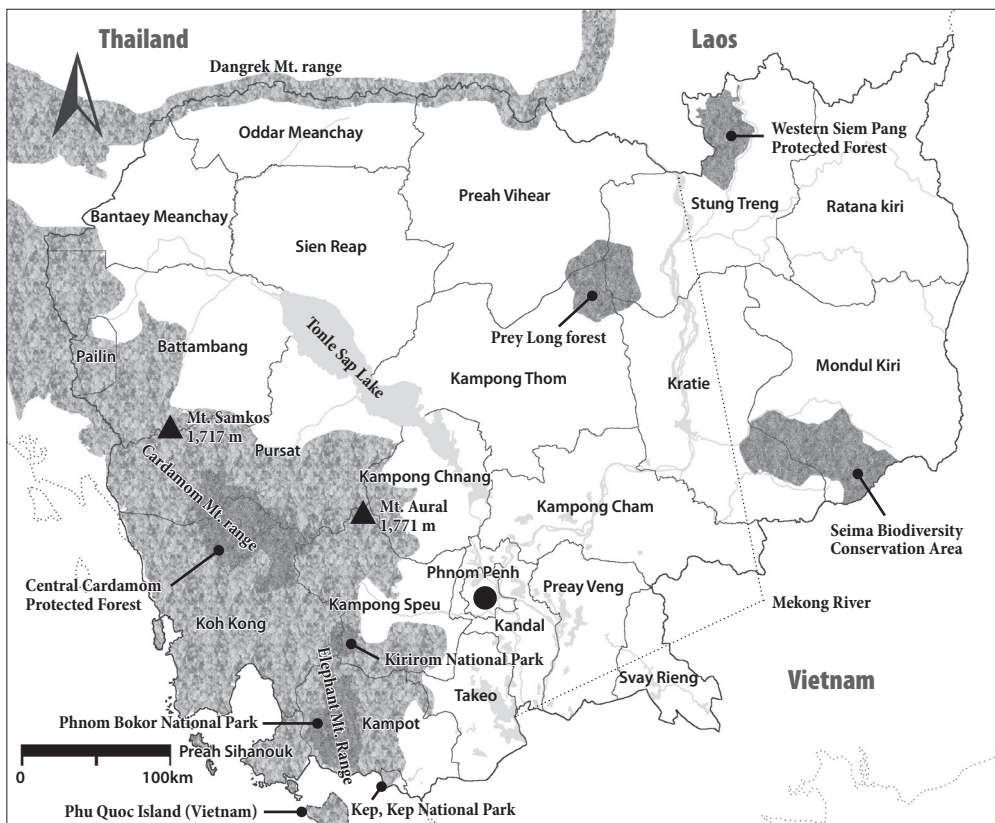 Thailand
Laos
Dangrek Mt. range
Oddar Meanchay
Western Siem Pang
Protected Forest
Preah Vihear
Stung Treng
Ratana kiri
Bantaey Meanchay
Sien Reap
Tonle Sap Lake
Prey Long forest
Pailin
Battambang
Kampong Thom
Kratie
Mondul Kiri
Mt. Samkos
1,717 m
Pursat
Cardamom Mt. range
Kampong Chnang
Mt. Aural
1,771 m
Kampong Cham
Seima Biodiversity
Conservation Area
Central Cardamom
Protected Forest
Phnom Penh
Preay Veng
Kampong Speu
Mekong River
Koh Kong
Kandal
Kirirom National Park
Elephant Mt. Range
Takeo
Svay Rieng
Vietnam
Phnom Bokor National Park
Kampot
Preah Sihanouk
0
100km
Phu Quoc Island (Vietnam)
Kep, Kep National Park